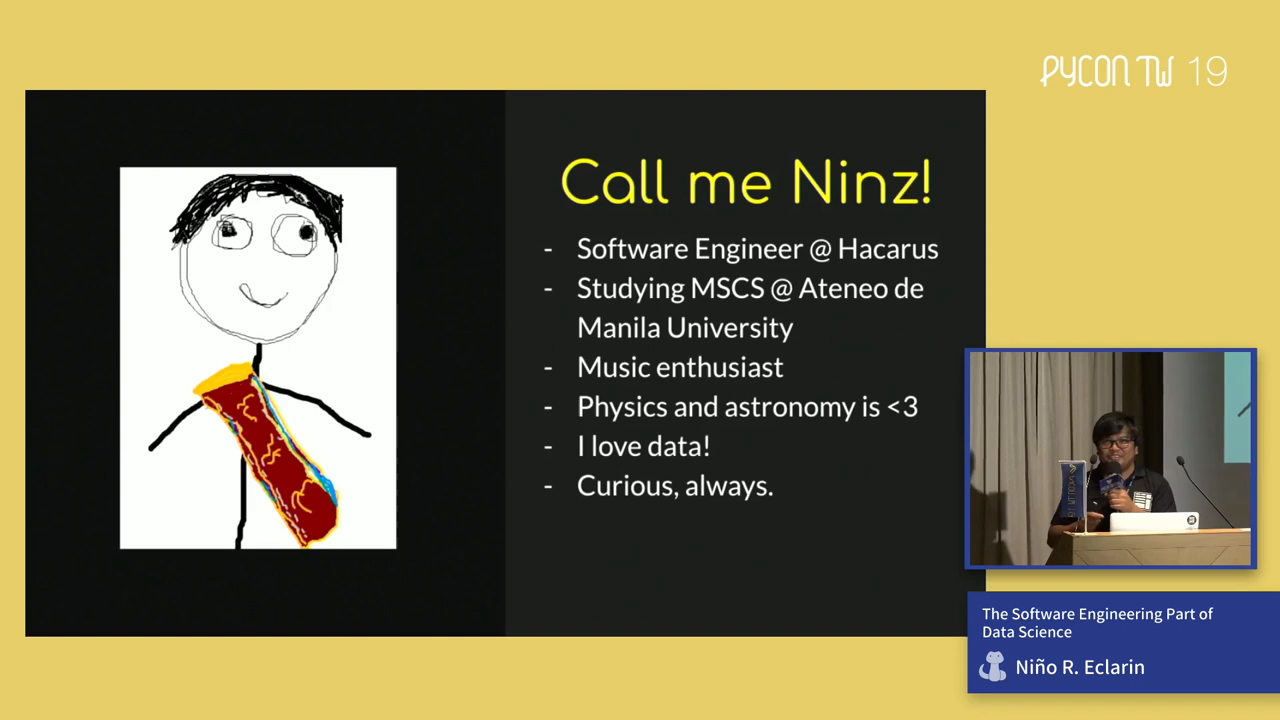 PYCON TW 19
Call me Ninz!
- Software Engineer @ Hacarus
- Studying MSCS @ Ateneo de
Manila University
- Music enthusiast
- Physics and astronomy is <3
- I love data!
- Curious, always.
The Software Engineering Part of
Data Science
Niño R. Eclarin